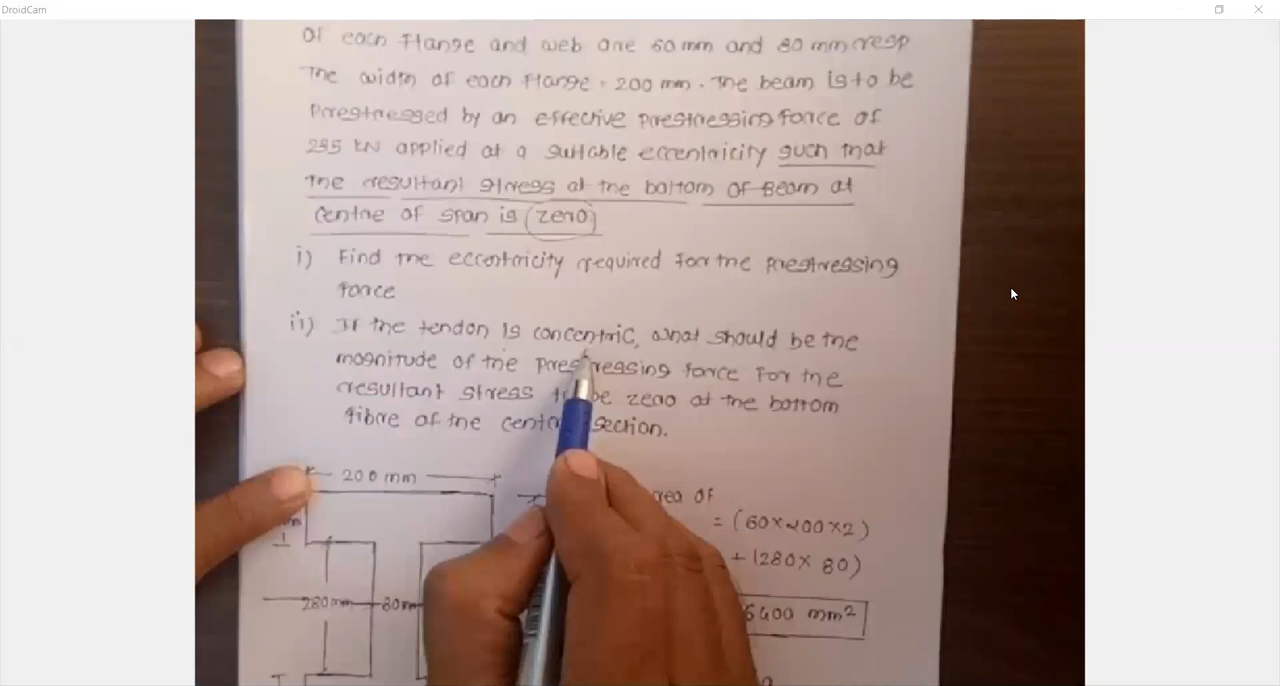 DroidCam
of each flange and web are 60 mm and 80 mm resp
The width of each flange = 200 mm. The beam is to be
Prestressed by an effective prestressing force of
235 kN applied at a suitable eccentricity such that
the resultant stress at the bottom of Beam at
centre of span is zero
i) Find the eccentricity required for the prestressing
force
ii) If the tendon is concentric, what should be the
magnitude of the prestressing force for the
resultant stress to be zero at the bottom
fibre of the section.
200 mm
area of
= (60×200×2)
+ (280× 80)
6400 mm²
280mm
80m